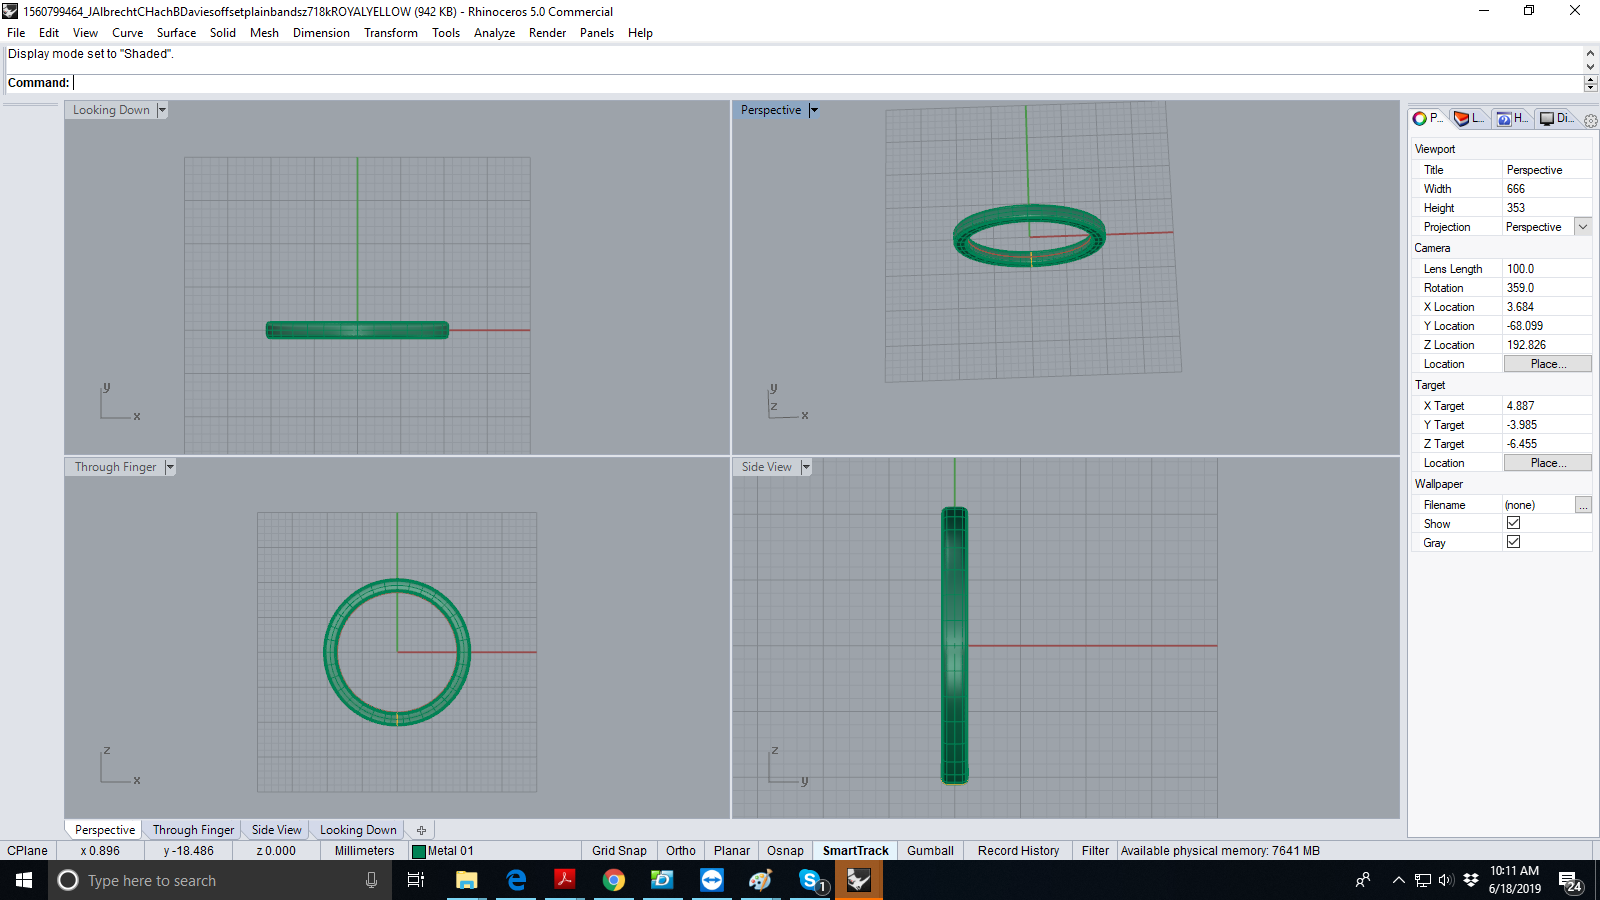 1560799464_JAlbrechtCHachBDaviesoffsetplainbandsz718kROYALYELLOW (942 KB) - Rhinoceros 5.0 Commercial
File Edit View Curve Surface Solid Mesh Dimension Transform Tools Analyze Render Panels Help
Display mode set to "Shaded".
Command:
Looking Down
y
x
Perspective
y
z
x
Through Finger
z
x
Side View
z
y
P... L... H... Di...
Viewport
Title Perspective
Width 666
Height 353
Projection Perspective
Camera
Lens Length 100.0
Rotation 359.0
X Location 3.684
Y Location -68.099
Z Location 192.826
Location Place...
Target
X Target 4.887
Y Target -3.985
Z Target -6.455
Location Place...
Wallpaper
Filename (none) ...
Show
Gray
Perspective Through Finger Side View Looking Down
CPlane x 0.896 y -18.486 z 0.000 Millimeters Metal 01 Grid Snap Ortho Planar Osnap SmartTrack Gumball Record History Filter Available physical memory: 7641 MB
Type here to search
1
10:11 AM
6/18/2019
24